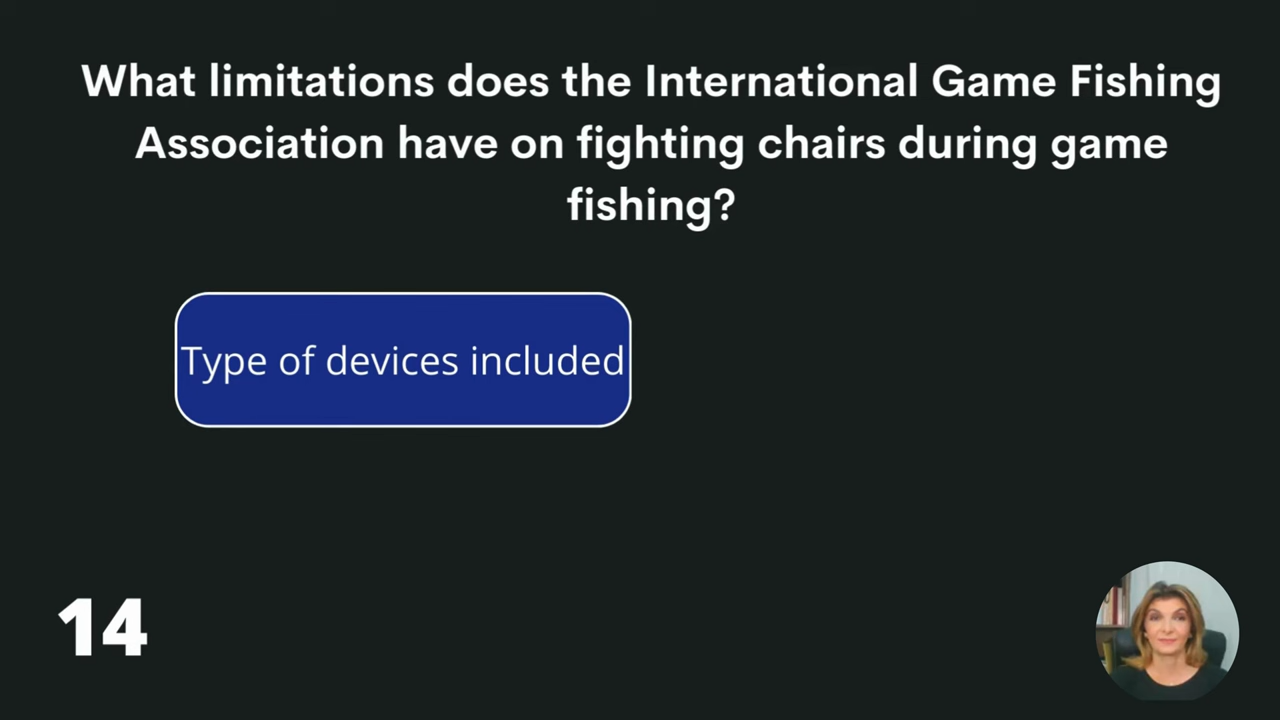 What limitations does the International Game Fishing
Association have on fighting chairs during game
fishing?
Type of devices included
14